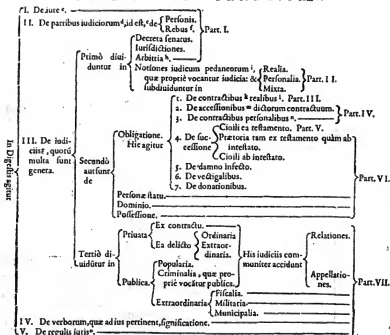 I. De iure c.
II. De partibus iudiciorum d, id est, e de Personis. Rebus f. Part. I.
Decreta senatus.
Iurisdictiones.
Arbitria h.
Primò diuiduntur in Notiones iudicum pedaneorum i, quæ propriè vocantur iudicia: & subdiuiduntur in
Realia.
Personalia.
Mixta.
Part. II.
In Digestis agitur
III. De iudiciis, quorũ multa sunt genera.
Secundò aut sunt de
Obligatione. Hic agitur
1. De contractibus k realibus l. Part. III.
2. De accessionibus m dictorum contractuum.
3. De contractibus personalibus n.
Part. IV.
4. De successione
Ciuili ex testamento. Part. V.
Prætoria tam ex testamento quàm ab intestato.
Ciuili ab intestato.
5. De damno infecto.
6. De vectigalibus.
7. De donationibus.
Personæ statu.
Dominio.
Possessione.
Part. VI.
Tertiò diuidũtur in
Priuata
Ex contractu.
Ea delicto
Ordinaria
Extraordinaria.
Publica.
Popularia.
Criminalia, quæ propriè vocãtur publica.
Extraordinaria
Fiscalia.
Militaria
Municipalia.
His iudiciis communiter accidunt
Relationes.
Appellationes.
Part. VII.
IV. De verborum, quæ ad ius pertinent, significatione.
V. De regulis iuris o.